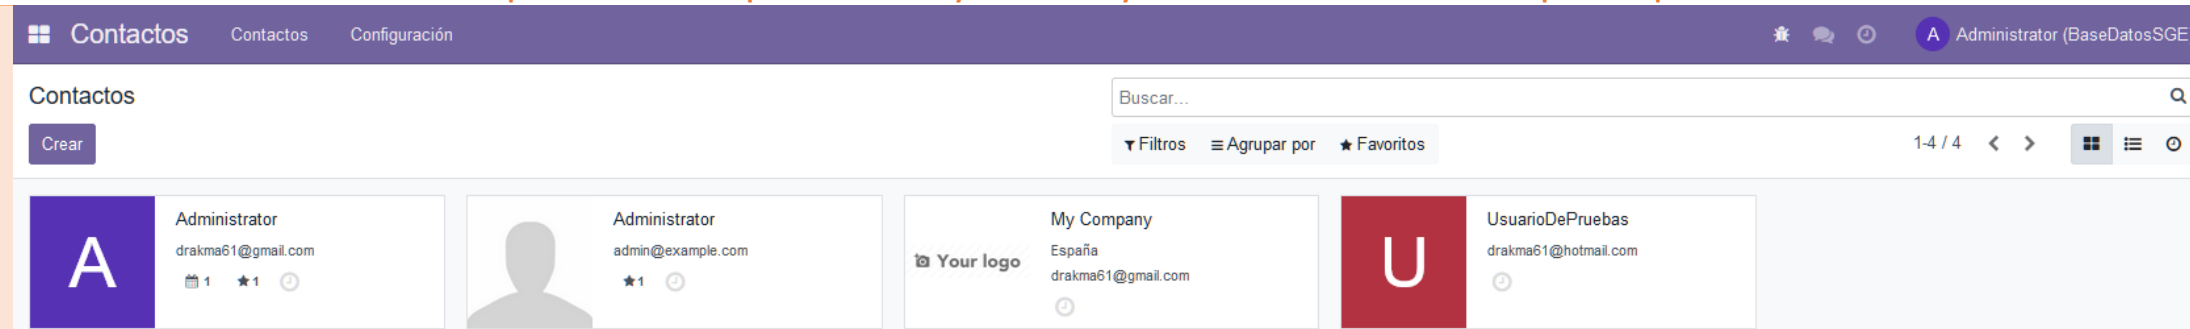 Contactos Contactos Configuración A Administrator (BaseDatosSGE
Contactos Buscar...
Crear Filtros Agrupar por Favoritos 1-4 / 4
A Administrator
drakma61@gmail.com
1 1
Administrator
admin@example.com
1
Your logo My Company
España
drakma61@gmail.com
U UsuarioDePruebas
drakma61@hotmail.com